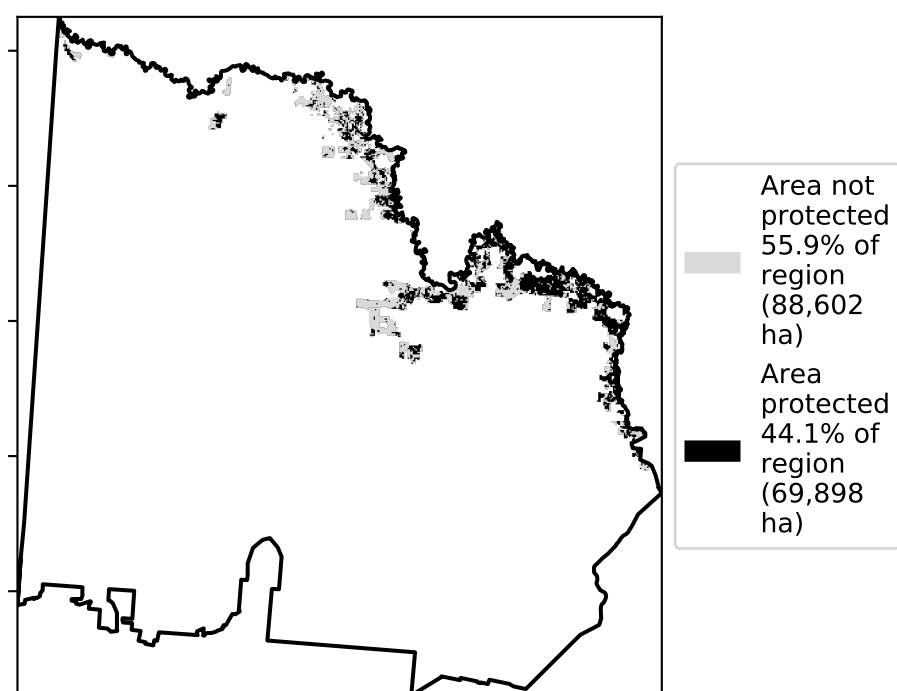 Area not
protected
55.9% of
region
(88,602
ha)
Area
protected
44.1% of
region
(69,898
ha)